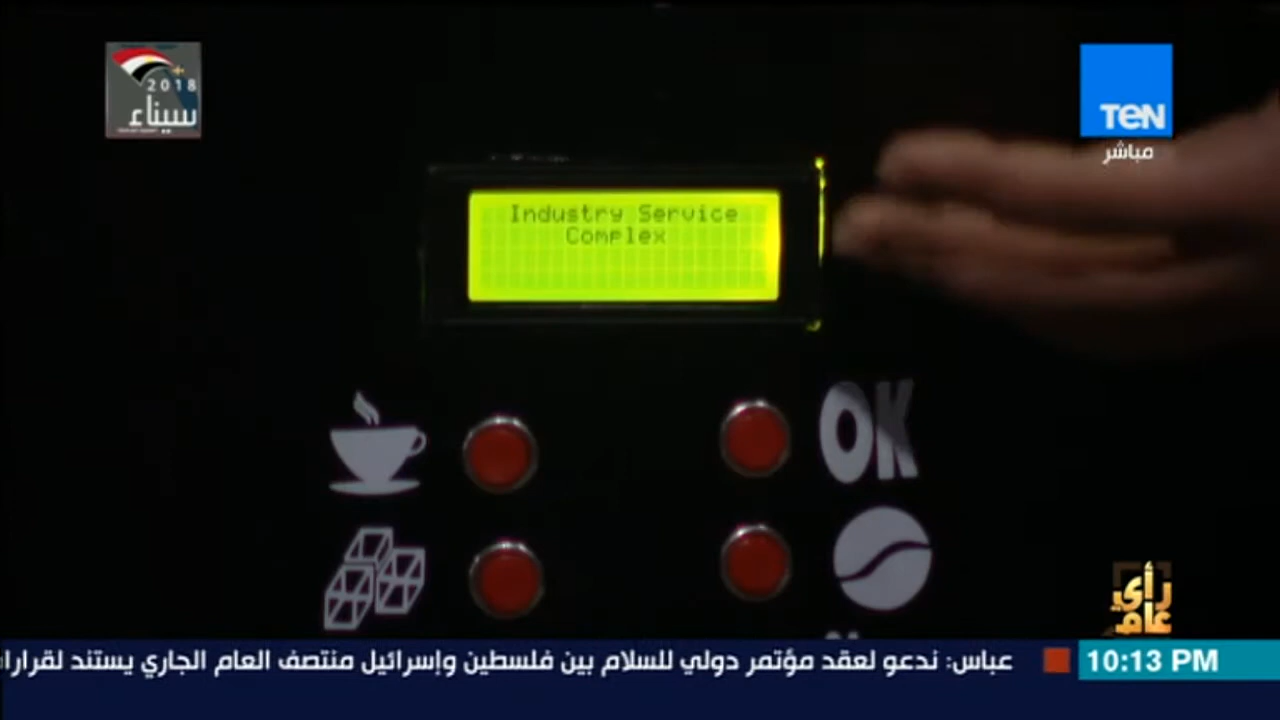 2018
سيناء
TEN
مباشر
Industry Service
Complex
OK
رأي
عام
عباس: ندعو لعقد مؤتمر دولي للسلام بين فلسطين وإسرائيل منتصف العام الجاري يستند لقرارا
10:13 PM